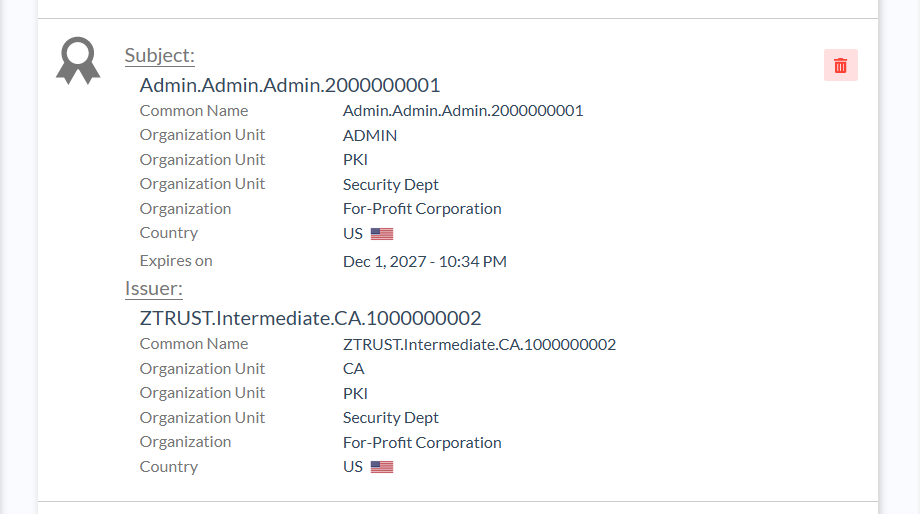 Subject:
Admin.Admin.Admin.2000000001
Common Name Admin.Admin.Admin.2000000001
Organization Unit ADMIN
Organization Unit PKI
Organization Unit Security Dept
Organization For-Profit Corporation
Country US
Expires on Dec 1, 2027 - 10:34 PM
Issuer:
ZTRUST.Intermediate.CA.1000000002
Common Name ZTRUST.Intermediate.CA.1000000002
Organization Unit CA
Organization Unit PKI
Organization Unit Security Dept
Organization For-Profit Corporation
Country US